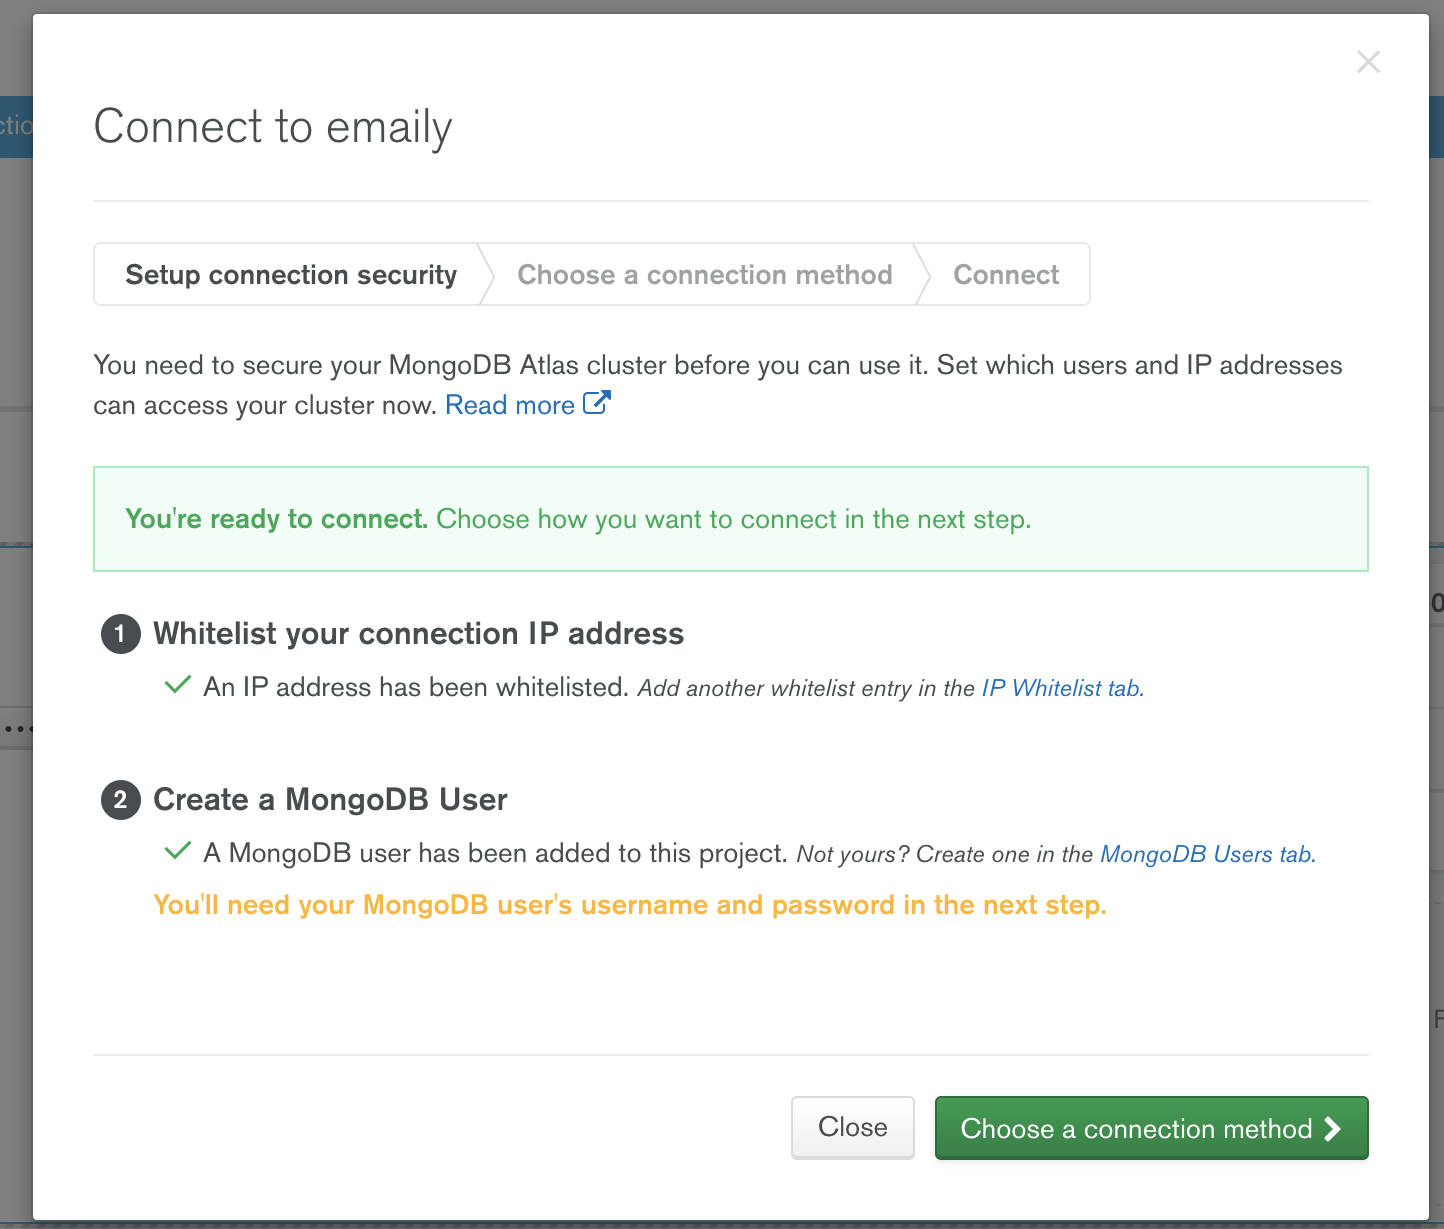 Connect to emaily
Setup connection security
Choose a connection method
Connect
You need to secure your MongoDB Atlas cluster before you can use it. Set which users and IP addresses
can access your cluster now. Read more
You're ready to connect. Choose how you want to connect in the next step.
1 Whitelist your connection IP address
An IP address has been whitelisted. Add another whitelist entry in the IP Whitelist tab.
2 Create a MongoDB User
A MongoDB user has been added to this project. Not yours? Create one in the MongoDB Users tab.
You'll need your MongoDB user's username and password in the next step.
Close
Choose a connection method